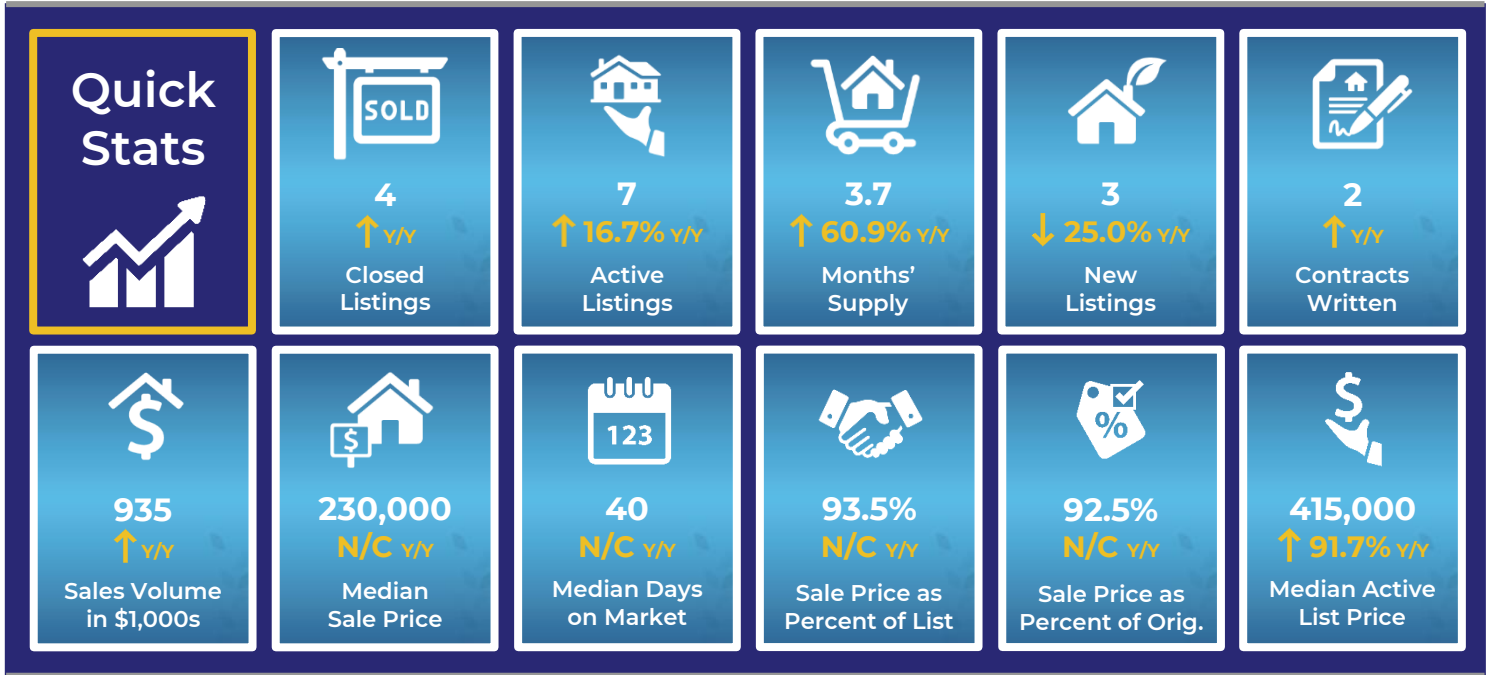 Quick
Stats
SOLD
4
↑ Y/Y
Closed
Listings
7
↑ 16.7% Y/Y
Active
Listings
3.7
↑ 60.9% Y/Y
Months’
Supply
3
↓ 25.0% Y/Y
New
Listings
2
↑ Y/Y
Contracts
Written
$
935
↑ Y/Y
Sales Volume
in $1,000s
$
230,000
N/C Y/Y
Median
Sale Price
123
40
N/C Y/Y
Median Days
on Market
93.5%
N/C Y/Y
Sale Price as
Percent of List
%
92.5%
N/C Y/Y
Sale Price as
Percent of Orig.
$
415,000
↑ 91.7% Y/Y
Median Active
List Price